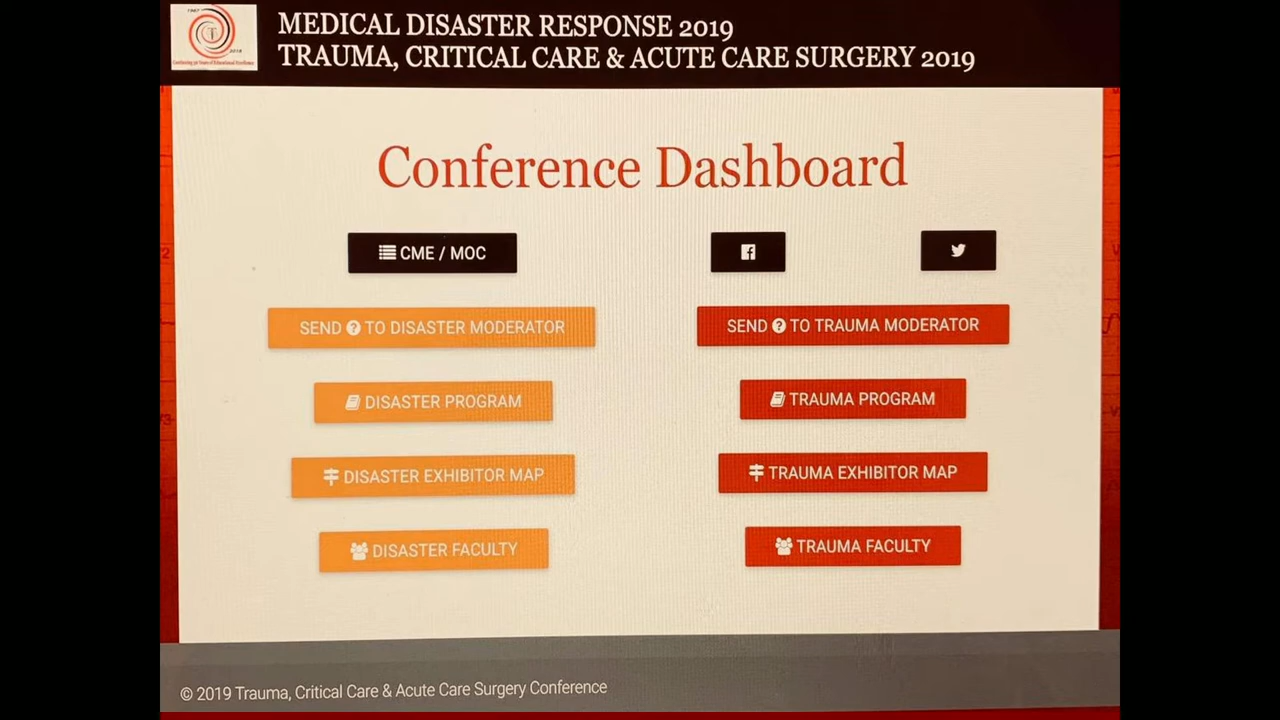 MEDICAL DISASTER RESPONSE 2019
TRAUMA, CRITICAL CARE & ACUTE CARE SURGERY 2019
Conference Dashboard
CME / MOC
SEND ? TO DISASTER MODERATOR
SEND ? TO TRAUMA MODERATOR
DISASTER PROGRAM
TRAUMA PROGRAM
DISASTER EXHIBITOR MAP
TRAUMA EXHIBITOR MAP
DISASTER FACULTY
TRAUMA FACULTY
© 2019 Trauma, Critical Care & Acute Care Surgery Conference